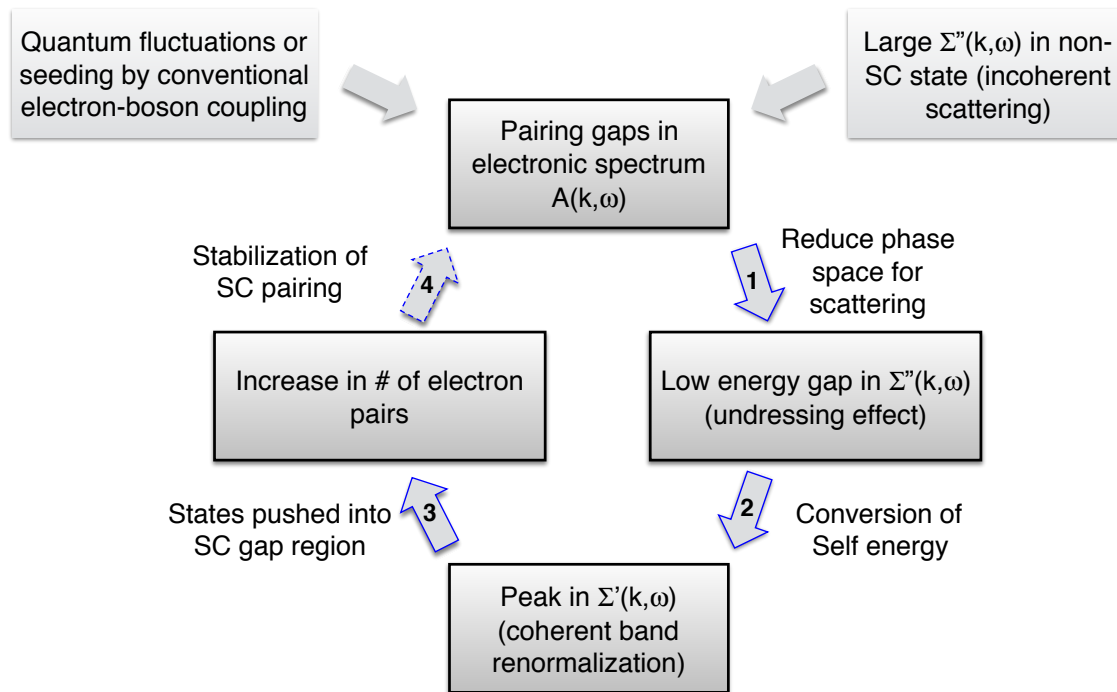 Quantum fluctuations or
seeding by conventional
electron-boson coupling
Large Σ”(k,ω) in non-
SC state (incoherent
scattering)
Pairing gaps in
electronic spectrum
A(k,ω)
Reduce phase
space for
scattering
1
Low energy gap in Σ”(k,ω)
(undressing effect)
2
Conversion of
Self energy
Peak in Σ’(k,ω)
(coherent band
renormalization)
States pushed into
SC gap region
3
Increase in # of electron
pairs
Stabilization of
SC pairing
4